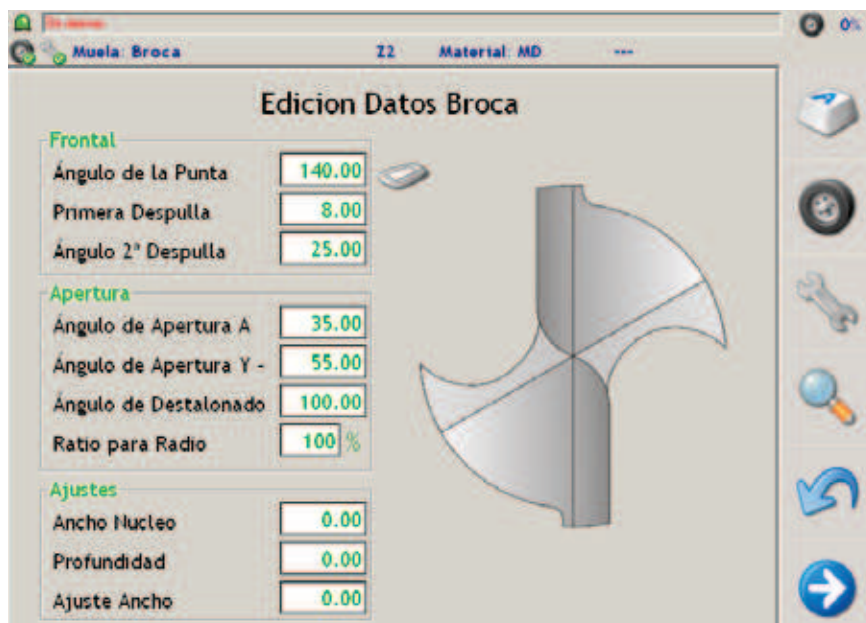 0%
Muela: Broca Z2 Material: MD ---
Edicion Datos Broca
Frontal
Ángulo de la Punta 140.00
Primera Despulla 8.00
Ángulo 2ª Despulla 25.00
Apertura
Ángulo de Apertura A 35.00
Ángulo de Apertura Y - 55.00
Ángulo de Destalonado 100.00
Ratio para Radio 100 %
Ajustes
Ancho Nucleo 0.00
Profundidad 0.00
Ajuste Ancho 0.00
A